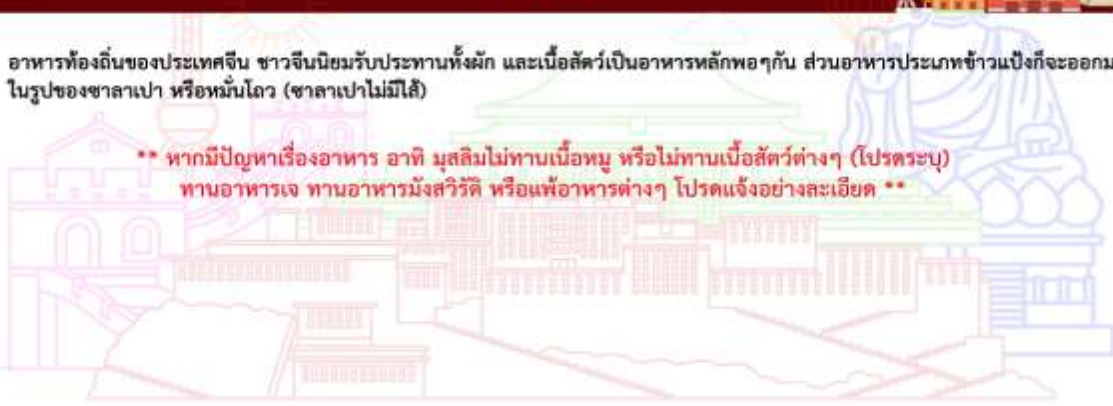 อาหารท้องถิ่นของประเทศจีน ชาวจีนนิยมรับประทานทั้งผัก และเนื้อสัตว์เป็นอาหารหลักพอๆกัน ส่วนอาหารประเภทข้าวแป้งก็จะออกม
ในรูปของซาลาเปา หรือหมั่นโถว (ซาลาเปาไม่มีไส้)
** หากมีปัญหาเรื่องอาหาร อาทิ มุสลิมไม่ทานเนื้อหมู หรือไม่ทานเนื้อสัตว์ต่างๆ (โปรดระบุ)
ทานอาหารเจ ทานอาหารมังสวิรัติ หรือแพ้อาหารต่างๆ โปรดแจ้งอย่างละเอียด **